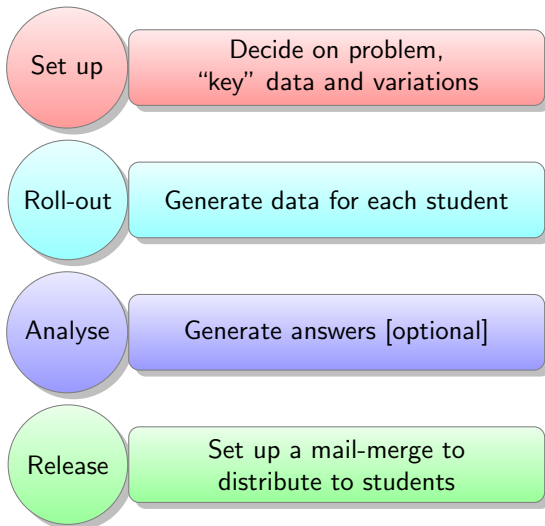 Set up
Decide on problem,
“key” data and variations
Roll-out
Generate data for each student
Analyse
Generate answers [optional]
Release
Set up a mail-merge to
distribute to students